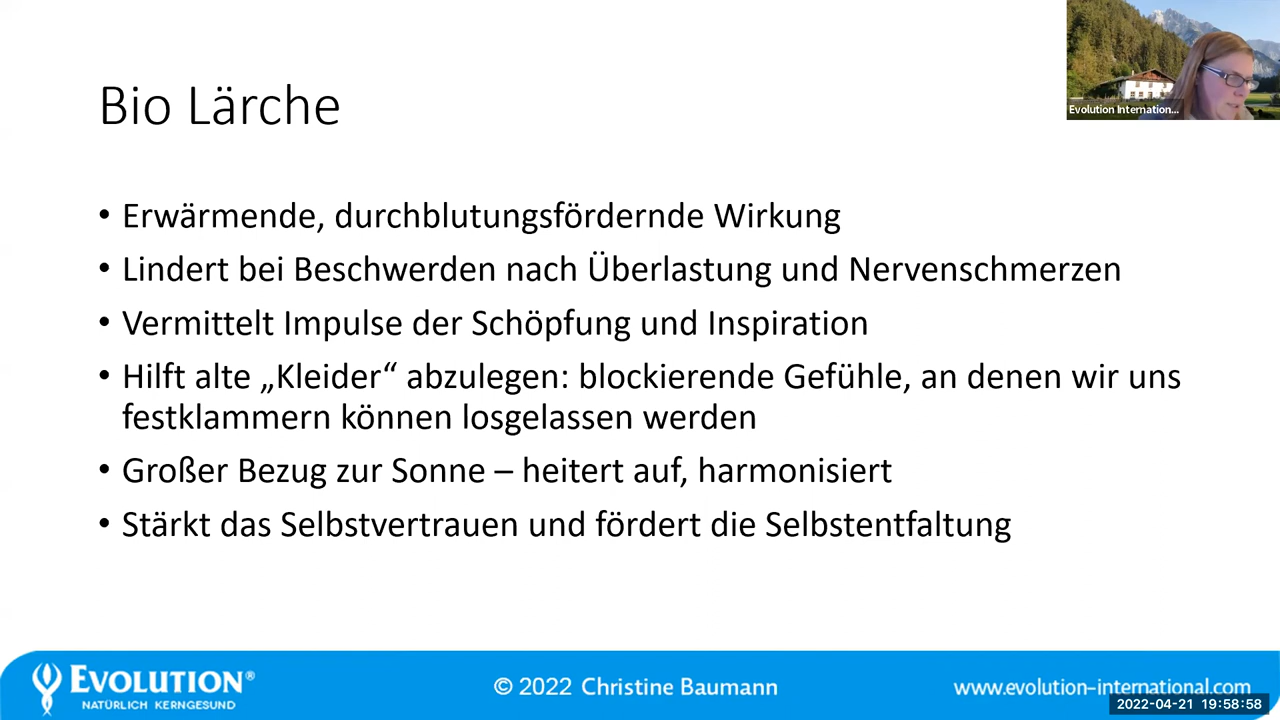 Evolution Internation...
Bio Lärche
• Erwärmende, durchblutungsfördernde Wirkung
• Lindert bei Beschwerden nach Überlastung und Nervenschmerzen
• Vermittelt Impulse der Schöpfung und Inspiration
• Hilft alte „Kleider“ abzulegen: blockierende Gefühle, an denen wir uns
festklammern können losgelassen werden
• Großer Bezug zur Sonne – heitert auf, harmonisiert
• Stärkt das Selbstvertrauen und fördert die Selbstentfaltung
EVOLUTION®
NATÜRLICH KERNGESUND
© 2022 Christine Baumann
www.evolution-international.com
2022-04-21 19:58:58